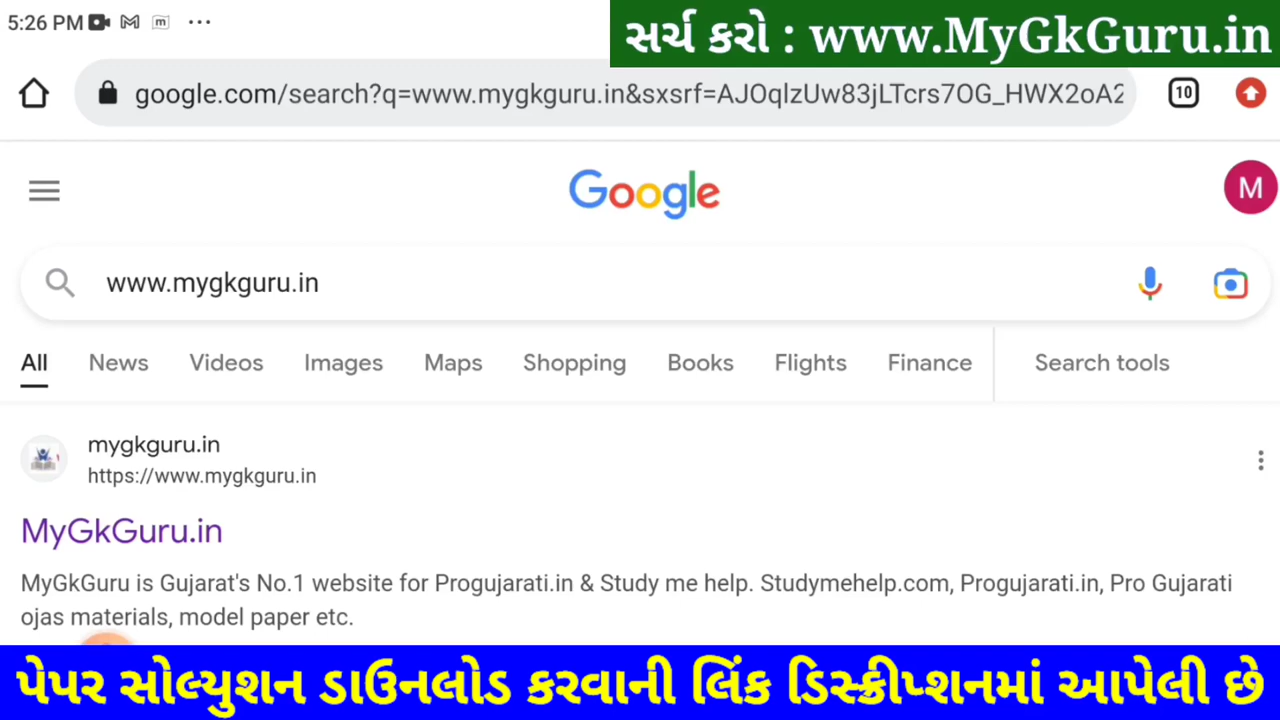 5:26 PM
સર્ચ કરો : www.MyGkGuru.in
google.com/search?q=www.mygkguru.in&sxsrf=AJOqlzUw83jLTcrs7OG_HWX2oA2
10
Google
M
www.mygkguru.in
All News Videos Images Maps Shopping Books Flights Finance Search tools
mygkguru.in
https://www.mygkguru.in
MyGkGuru.in
MyGkGuru is Gujarat's No.1 website for Progujarati.in & Study me help. Studymehelp.com, Progujarati.in, Pro Gujarati
ojas materials, model paper etc.
પેપર સોલ્યુશન ડાઉનલોડ કરવાની લિંક ડિસ્ક્રીપ્શનમાં આપેલી છે